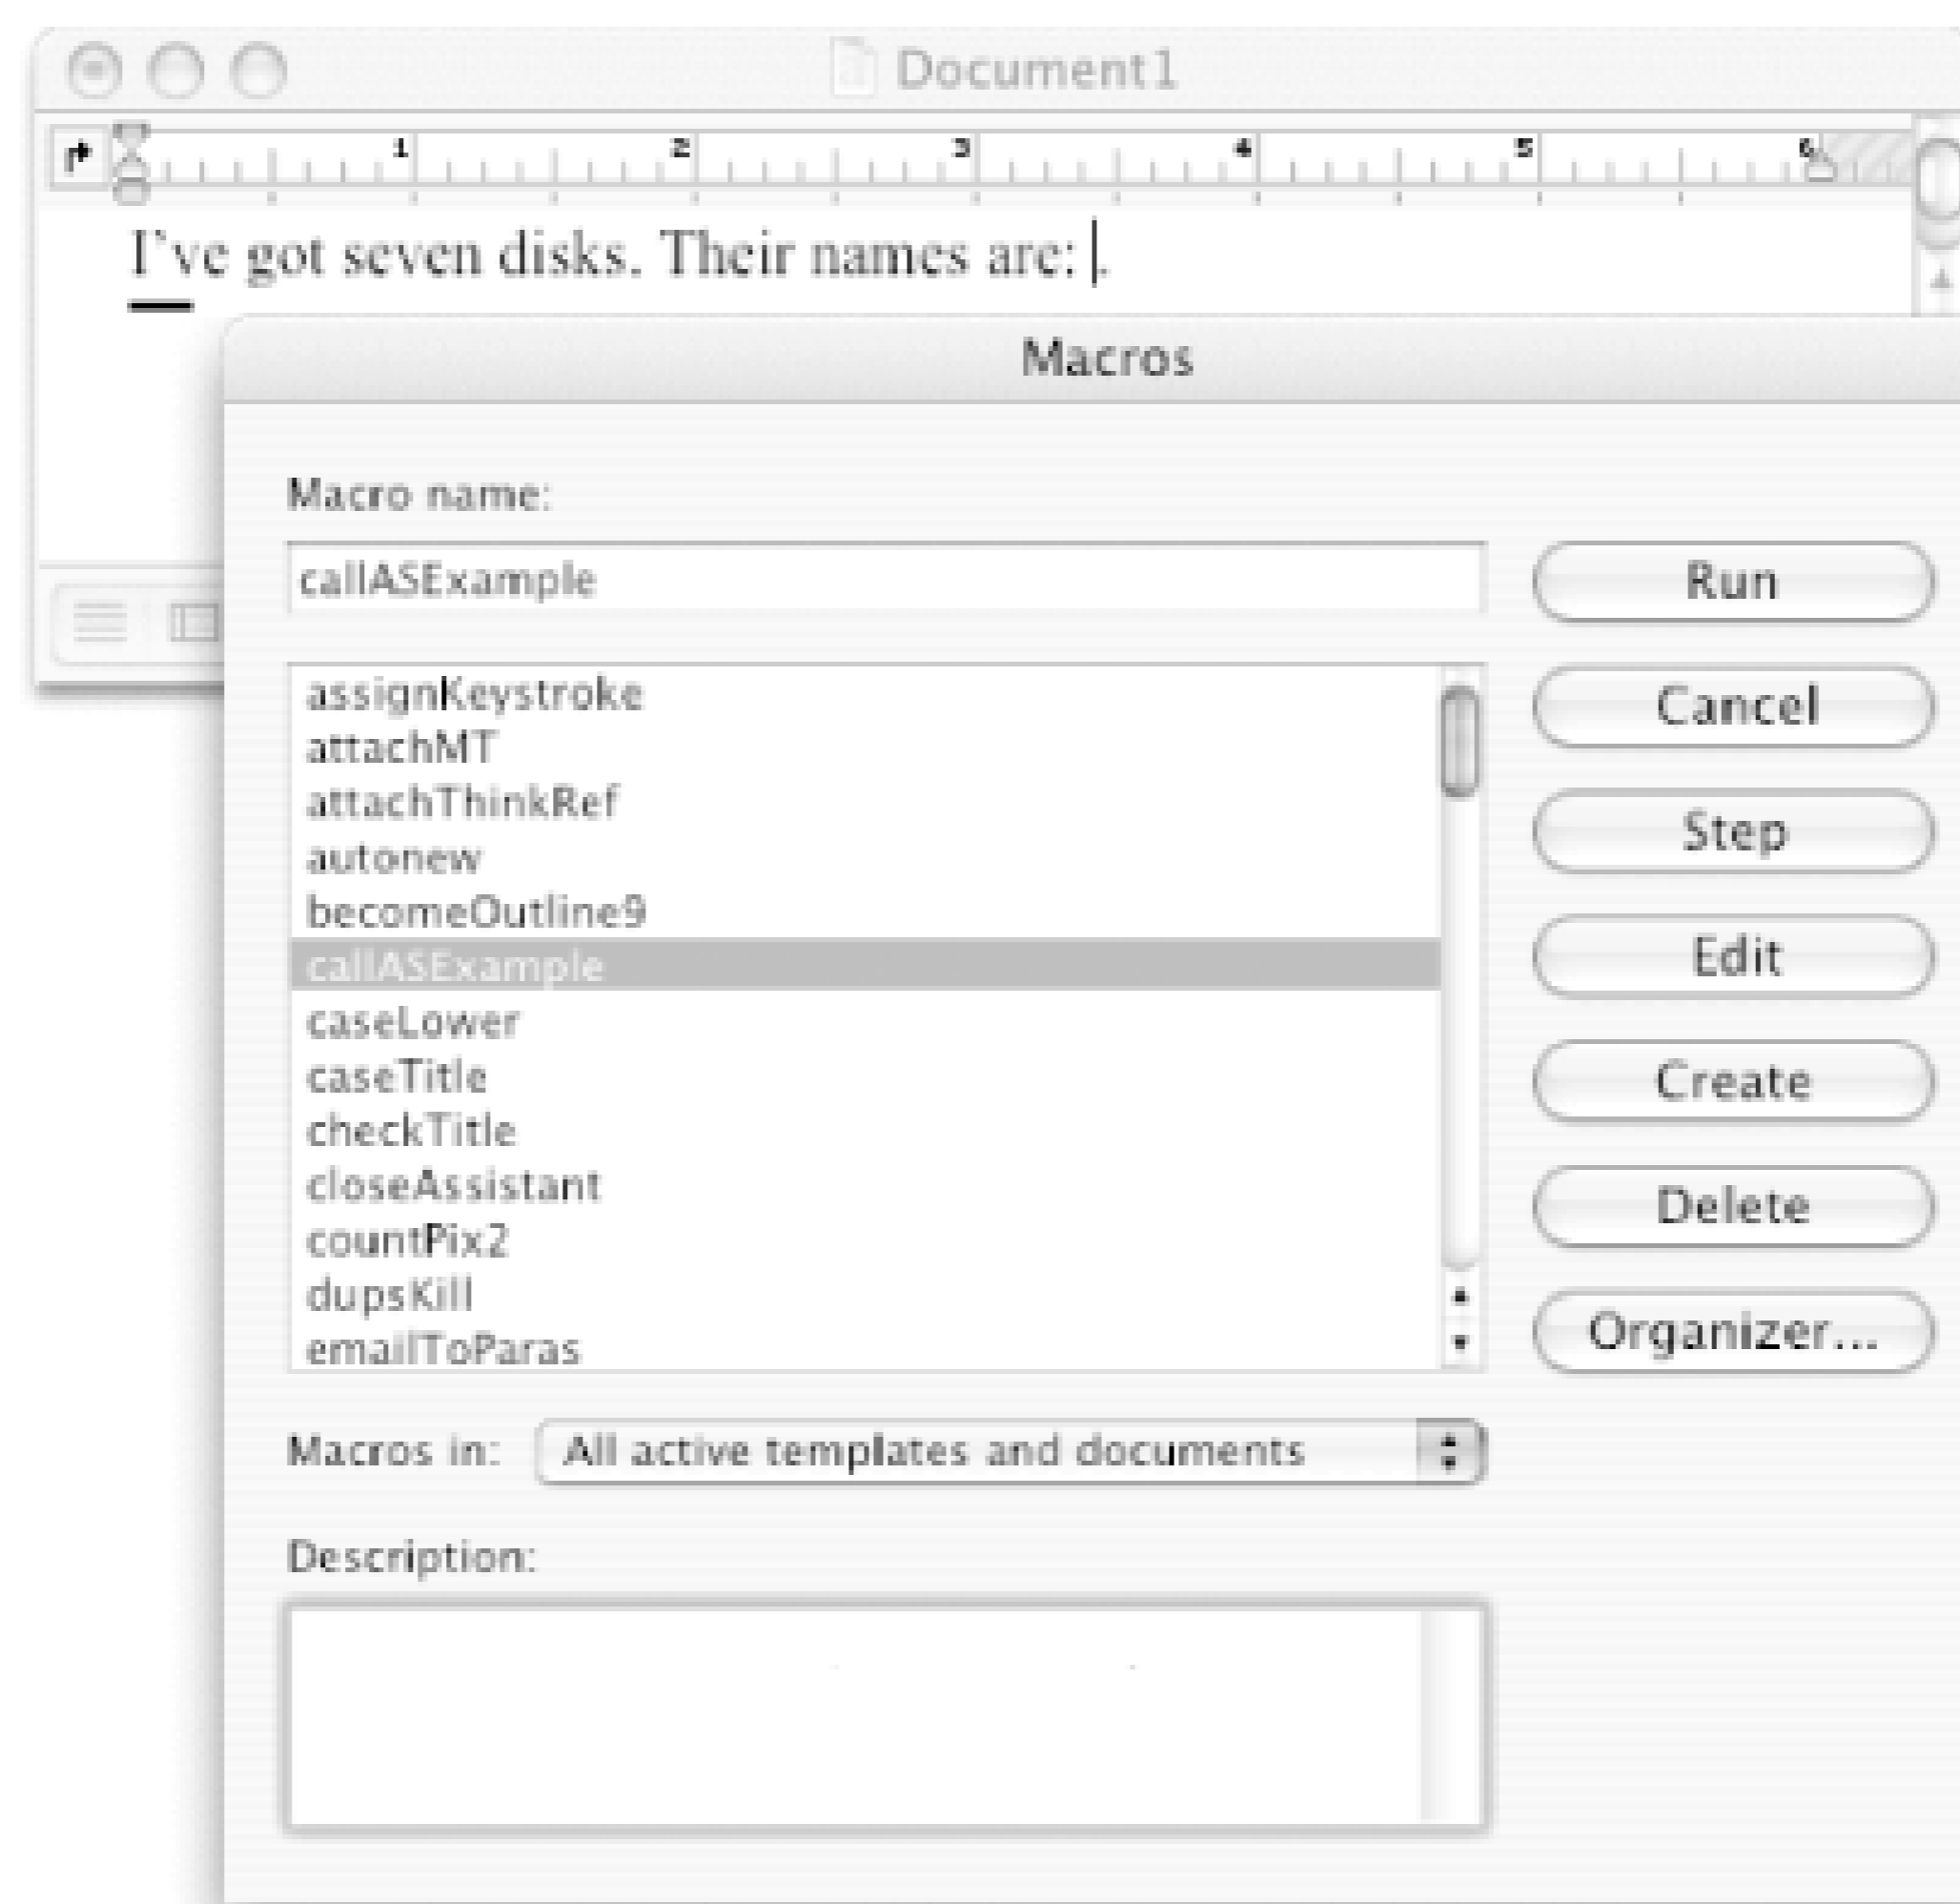 Document1
1 2 3 4 5 6
I've got seven disks. Their names are: .
Macros
Macro name:
callASExample
Run
assignKeystroke
attachMT
attachThinkRef
autonew
becomeOutline9
callASExample
caseLower
caseTitle
checkTitle
closeAssistant
countPix2
dupsKill
emailToParas
Cancel
Step
Edit
Create
Delete
Organizer...
Macros in: All active templates and documents
Description: